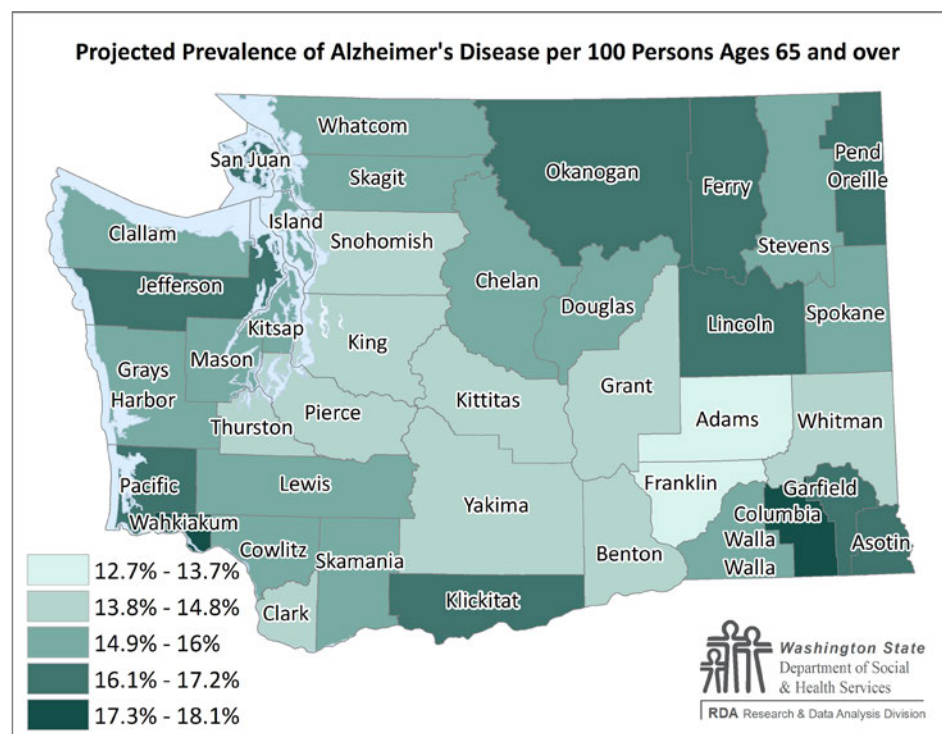 Projected Prevalence of Alzheimer's Disease per 100 Persons Ages 65 and over
Whatcom
San Juan
Skagit
Okanogan
Ferry
Pend
Oreille
Island
Clallam
Snohomish
Stevens
Jefferson
Chelan
Douglas
Lincoln
Spokane
Kitsap
King
Mason
Grays
Harbor
Grant
Kittitas
Pierce
Thurston
Adams
Whitman
Pacific
Lewis
Yakima
Franklin
Garfield
Wahkiakum
Columbia
Cowlitz
Skamania
Benton
Walla
Walla
Asotin
Clark
Klickitat
12.7% - 13.7%
13.8% - 14.8%
14.9% - 16%
16.1% - 17.2%
17.3% - 18.1%
Washington State
Department of Social
& Health Services
RDA Research & Data Analysis Division